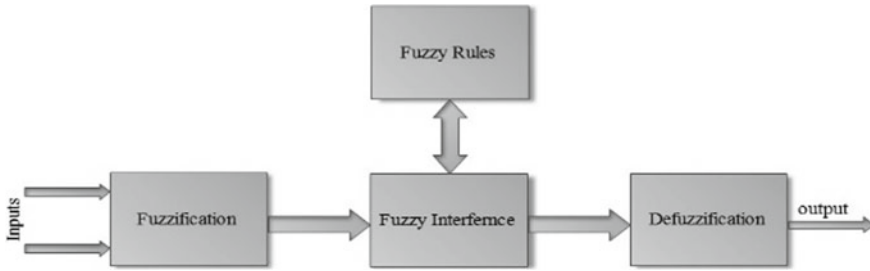 Fuzzy Rules
Inputs
Fuzzification
Fuzzy Interfernce
Defuzzification
output